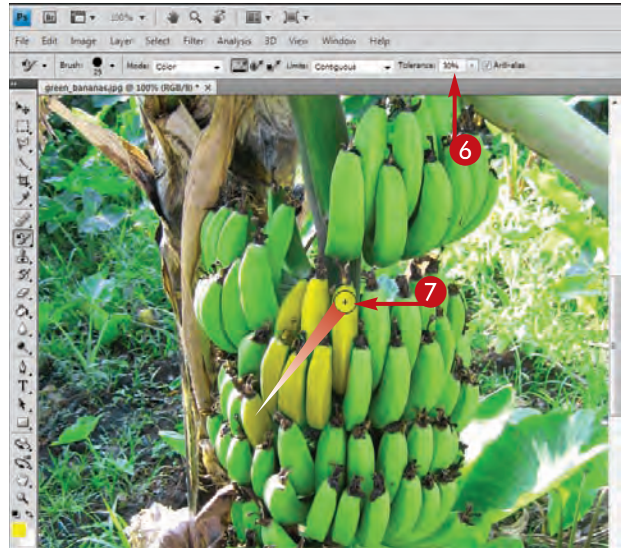 Ps Br 100%
File Edit Image Layer Select Filter Analysis 3D View Window Help
Brush: 25 Mode: Color Limits: Contiguous Tolerance: 30% Anti-alias
green_bananas.jpg @ 100% (RGB/8) * ×
6
7
T